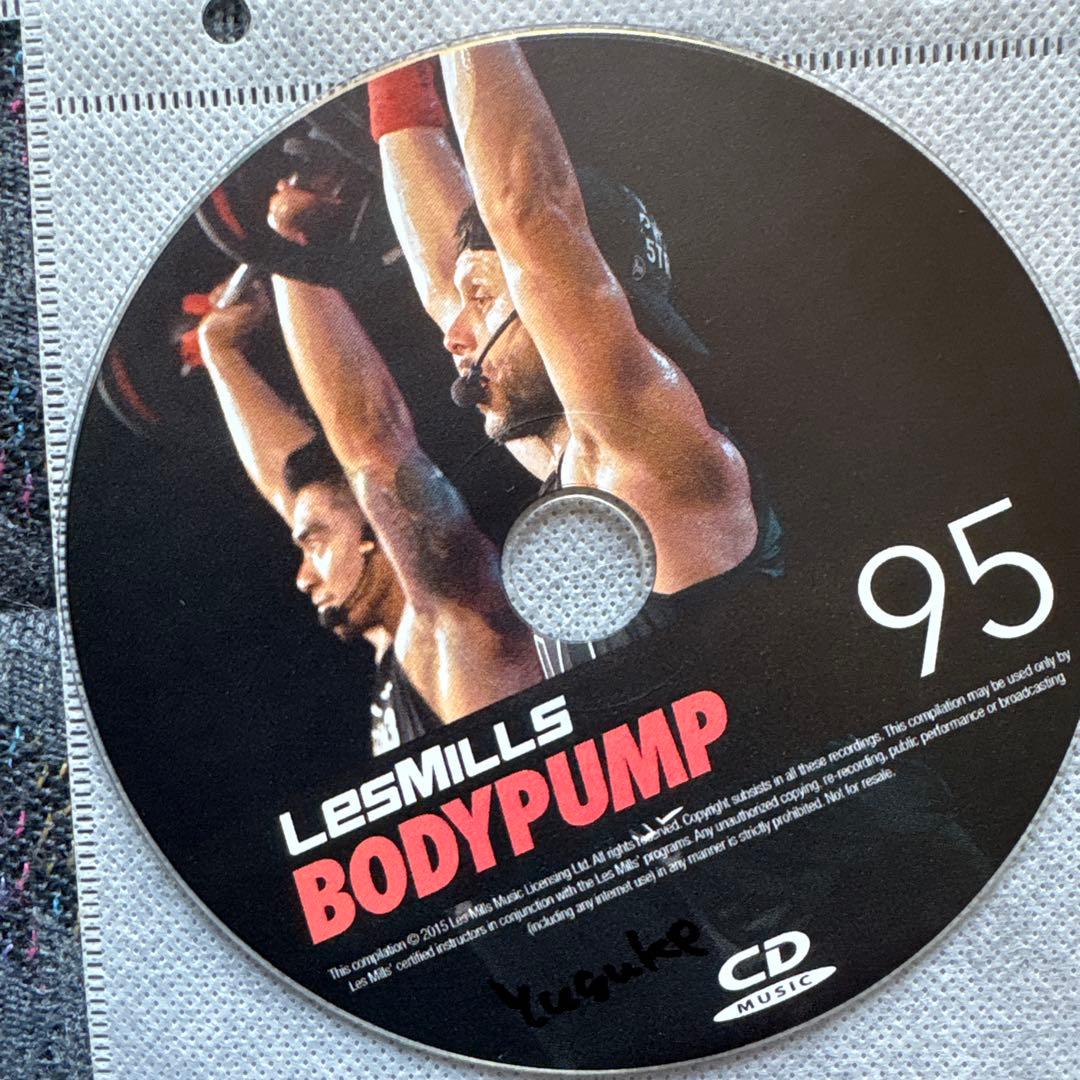 95
LesMILLS
BODYPUMP
This compilation © 2015 Les Mills Music Licensing Ltd. All rights reserved. Copyright subsists in all these recordings. This compilation may be used only by
Les Mills' certified instructors in conjunction with the Les Mills' programs. Any unauthorized copying, re-recording, public performance or broadcasting
(including any internet use) in any manner is strictly prohibited. Not for resale.
Yusuke
CD
MUSIC